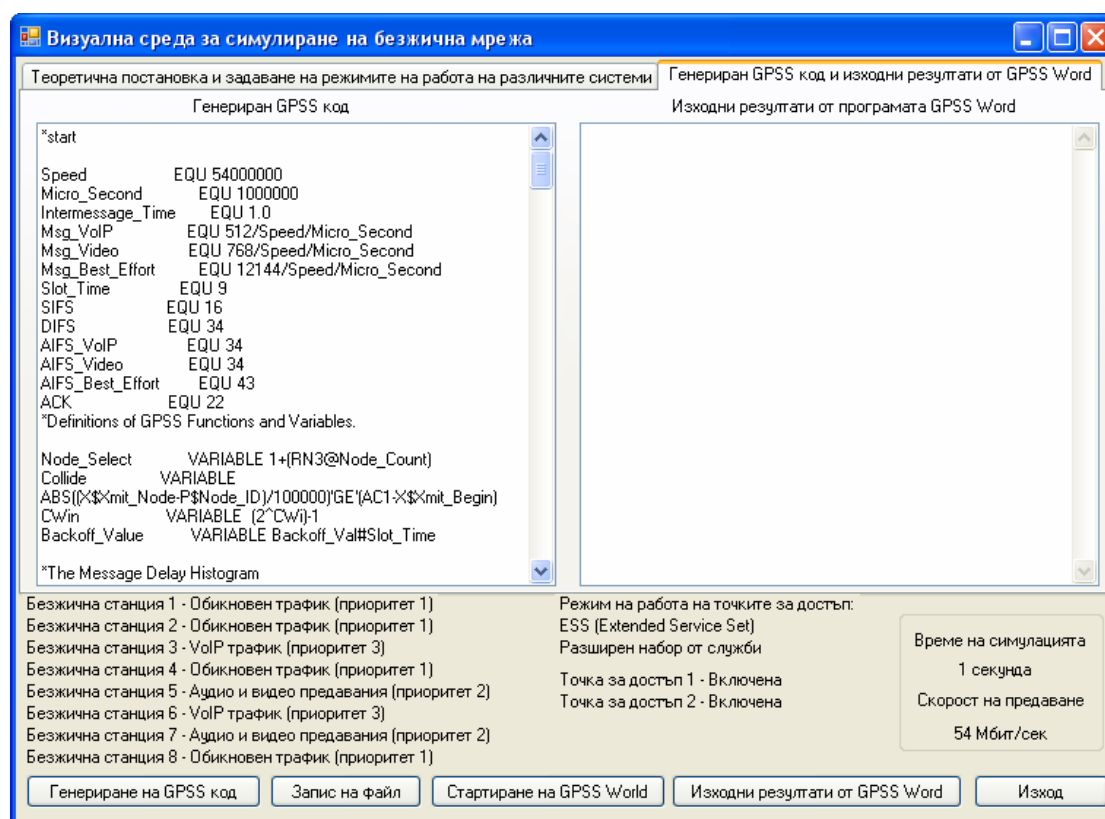 Визуална среда за симулиране на безжична мрежа
Теоретична постановка и задаване на режимите на работа на различните системи
Генериран GPSS код и изходни резултати от GPSS Word
Генериран GPSS код
*start
Speed EQU 54000000
Micro_Second EQU 1000000
Intermessage_Time EQU 1.0
Msg_VoIP EQU 512/Speed/Micro_Second
Msg_Video EQU 768/Speed/Micro_Second
Msg_Best_Effort EQU 12144/Speed/Micro_Second
Slot_Time EQU 9
SIFS EQU 16
DIFS EQU 34
AIFS_VoIP EQU 34
AIFS_Video EQU 34
AIFS_Best_Effort EQU 43
ACK EQU 22
*Definitions of GPSS Functions and Variables.
Node_Select VARIABLE 1+(RN3@Node_Count)
Collide VARIABLE
ABS((X$Xmit_Node-P$Node_ID)/100000)'GE'(AC1-X$Xmit_Begin)
CWin VARIABLE (2^CWi)-1
Backoff_Value VARIABLE Backoff_Val#Slot_Time
*The Message Delay Histogram
Изходни резултати от програмата GPSS Word
Безжична станция 1 - Обикновен трафик (приоритет 1)
Безжична станция 2 - Обикновен трафик (приоритет 1)
Безжична станция 3 - VoIP трафик (приоритет 3)
Безжична станция 4 - Обикновен трафик (приоритет 1)
Безжична станция 5 - Аудио и видео предавания (приоритет 2)
Безжична станция 6 - VoIP трафик (приоритет 3)
Безжична станция 7 - Аудио и видео предавания (приоритет 2)
Безжична станция 8 - Обикновен трафик (приоритет 1)
Режим на работа на точките за достъп:
ESS (Extended Service Set)
Разширен набор от служби
Точка за достъп 1 - Включена
Точка за достъп 2 - Включена
Време на симулацията
1 секунда
Скорост на предаване
54 Мбит/сек
Генериране на GPSS код
Запис на файл
Стартиране на GPSS World
Изходни резултати от GPSS Word
Изход